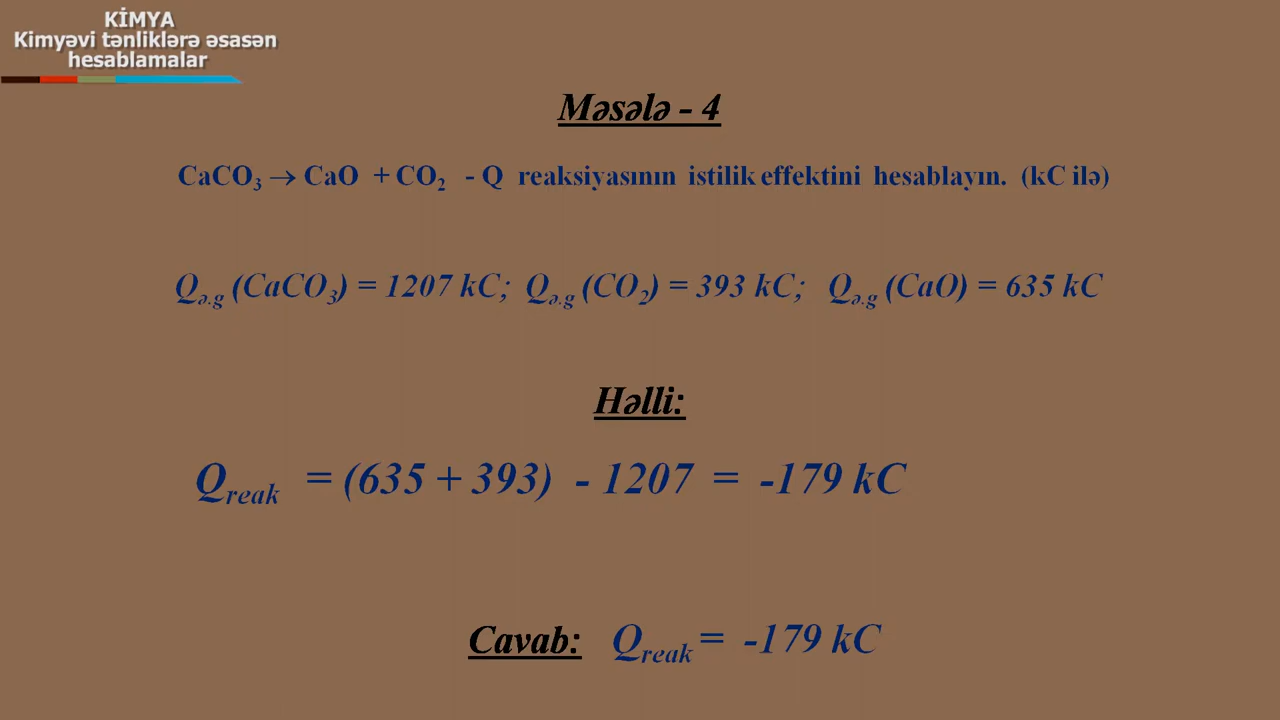 KİMYA
Kimyəvi tənliklərə əsasən
hesablamalar
Məsələ - 4
CaCO₃ → CaO + CO₂ - Q reaksiyasının istilik effektini hesablayın. (kC ilə)
Qə.g (CaCO₃) = 1207 kC; Qə.g (CO₂) = 393 kC; Qə.g (CaO) = 635 kC
Həlli:
Qreak = (635 + 393) - 1207 = -179 kC
Cavab: Qreak = -179 kC